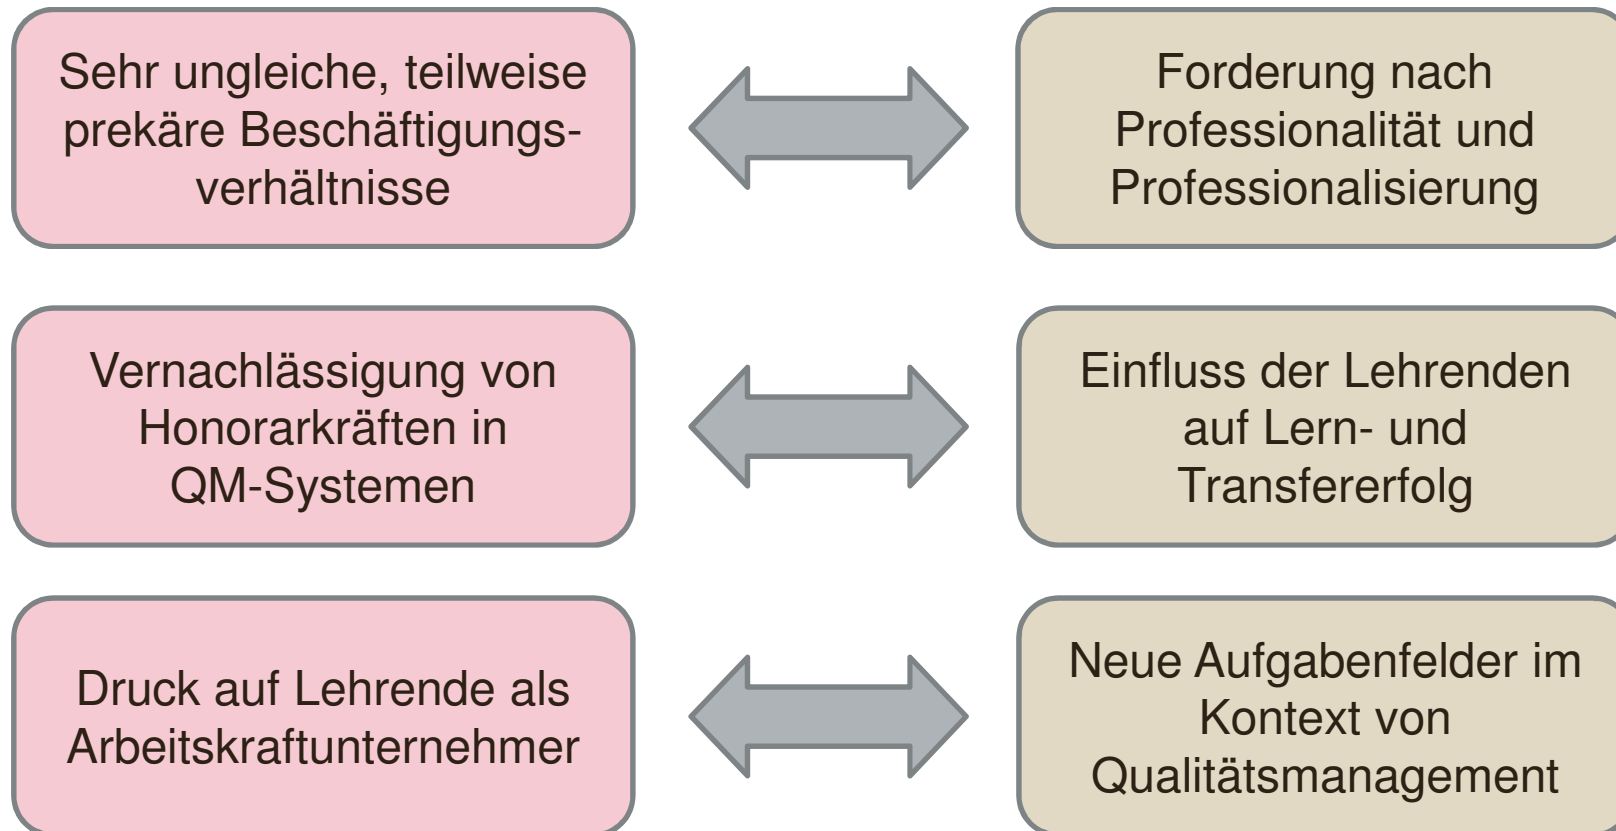 Sehr ungleiche, teilweise
prekäre Beschäftigungs-
verhältnisse
Forderung nach
Professionalität und
Professionalisierung
Vernachlässigung von
Honorarkräften in
QM-Systemen
Einfluss der Lehrenden
auf Lern- und
Transfererfolg
Druck auf Lehrende als
Arbeitskraftunternehmer
Neue Aufgabenfelder im
Kontext von
Qualitätsmanagement